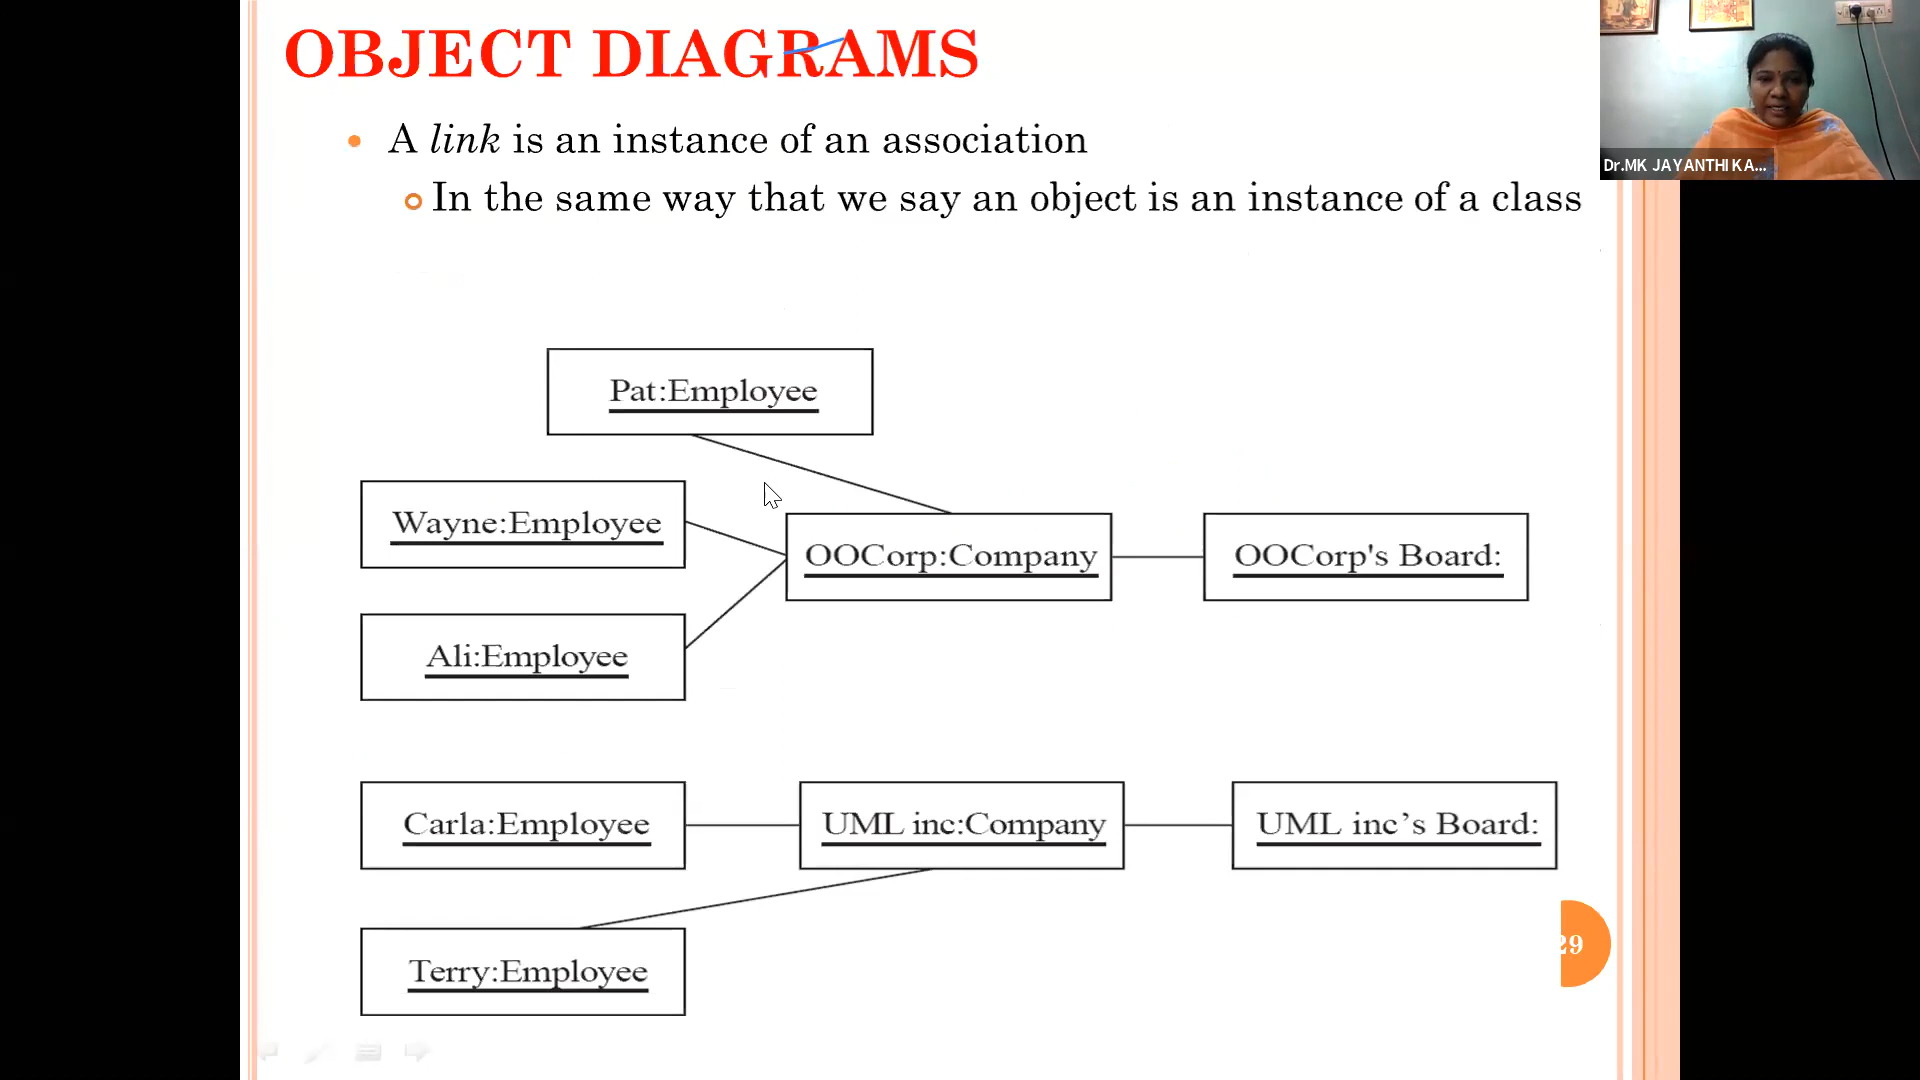 OBJECT DIAGRAMS
A link is an instance of an association
In the same way that we say an object is an instance of a class
Dr.MK JAYANTHI KA...
Pat:Employee
Wayne:Employee
OOCorp:Company
OOCorp's Board:
Ali:Employee
Carla:Employee
UML inc:Company
UML inc’s Board:
Terry:Employee
29